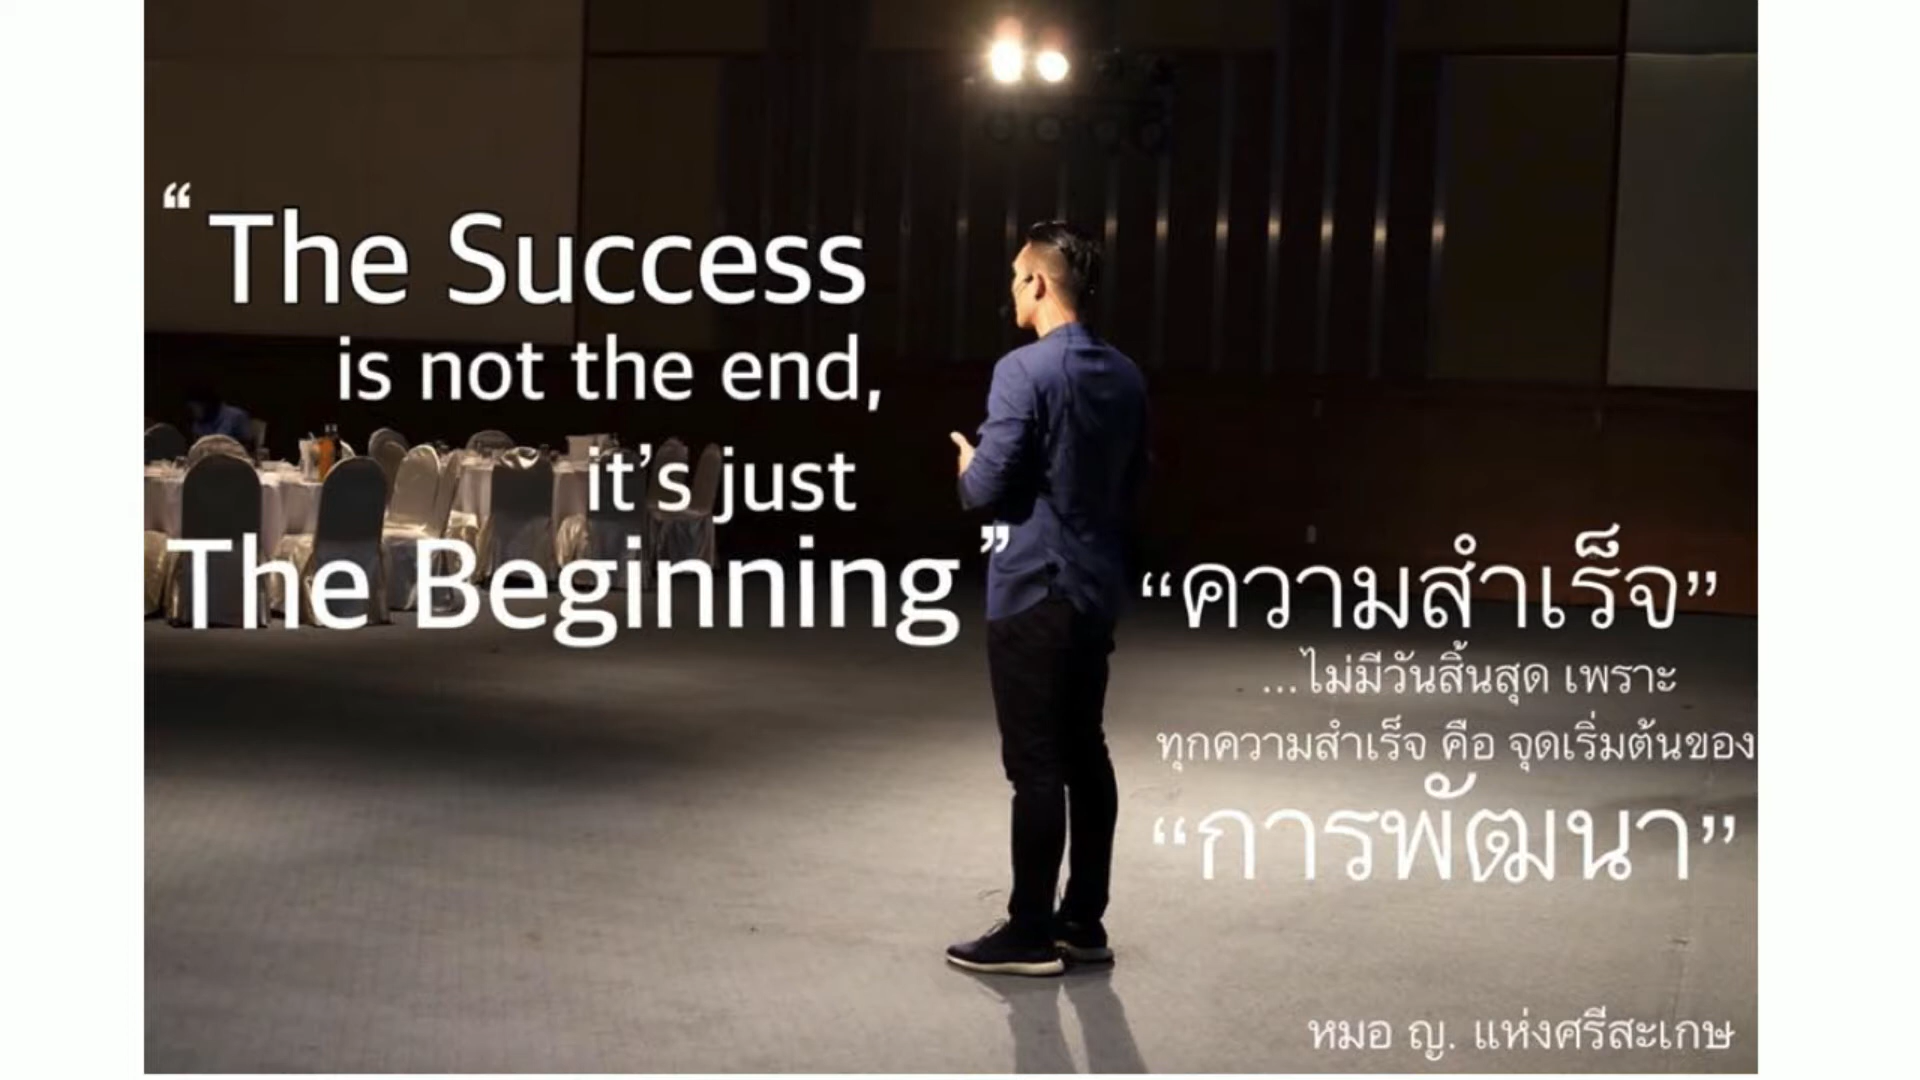 “The Success
is not the end,
it’s just
The Beginning”
“ความสำเร็จ”
...ไม่มีวันสิ้นสุด เพราะ
ทุกความสำเร็จ คือ จุดเริ่มต้นของ
“การพัฒนา”
หมอ ญ. แห่งศรีสะเกษ